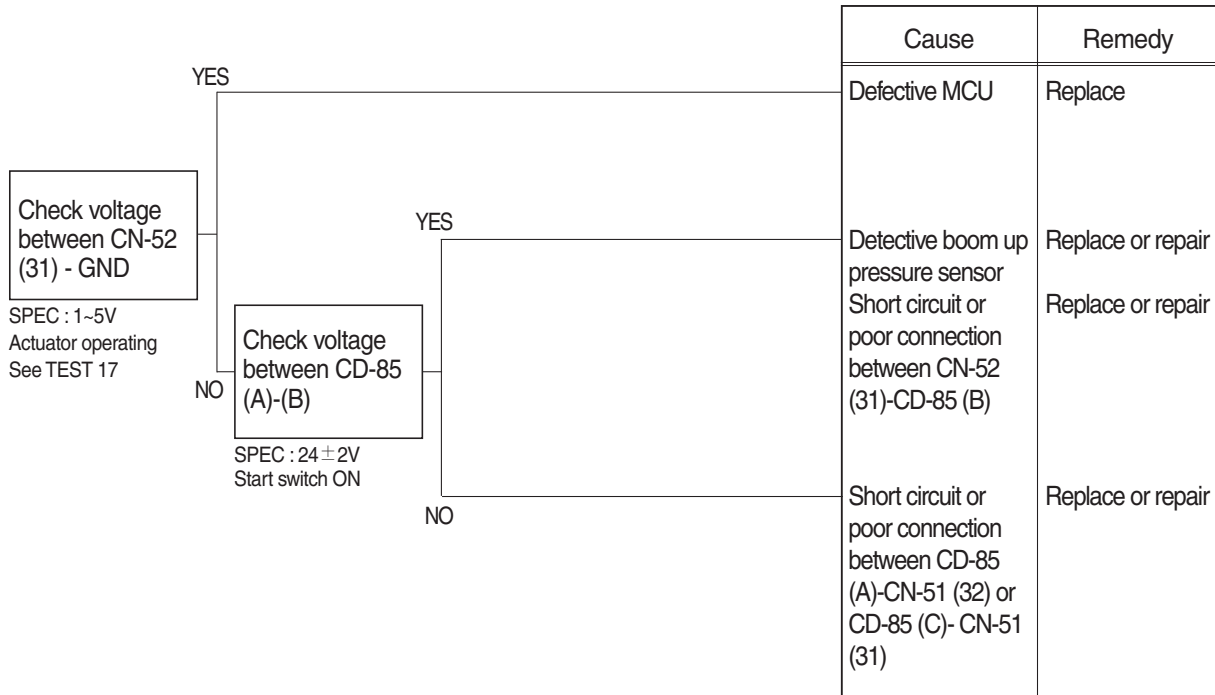 Cause
Remedy
YES
Defective MCU
Replace
Check voltage
between CN-52
(31) - GND
SPEC : 1~5V
Actuator operating
See TEST 17
YES
Detective boom up
pressure sensor
Replace or repair
Short circuit or
poor connection
between CN-52
(31)-CD-85 (B)
Replace or repair
NO
Check voltage
between CD-85
(A)-(B)
SPEC : 24±2V
Start switch ON
NO
Short circuit or
poor connection
between CD-85
(A)-CN-51 (32) or
CD-85 (C)- CN-51
(31)
Replace or repair